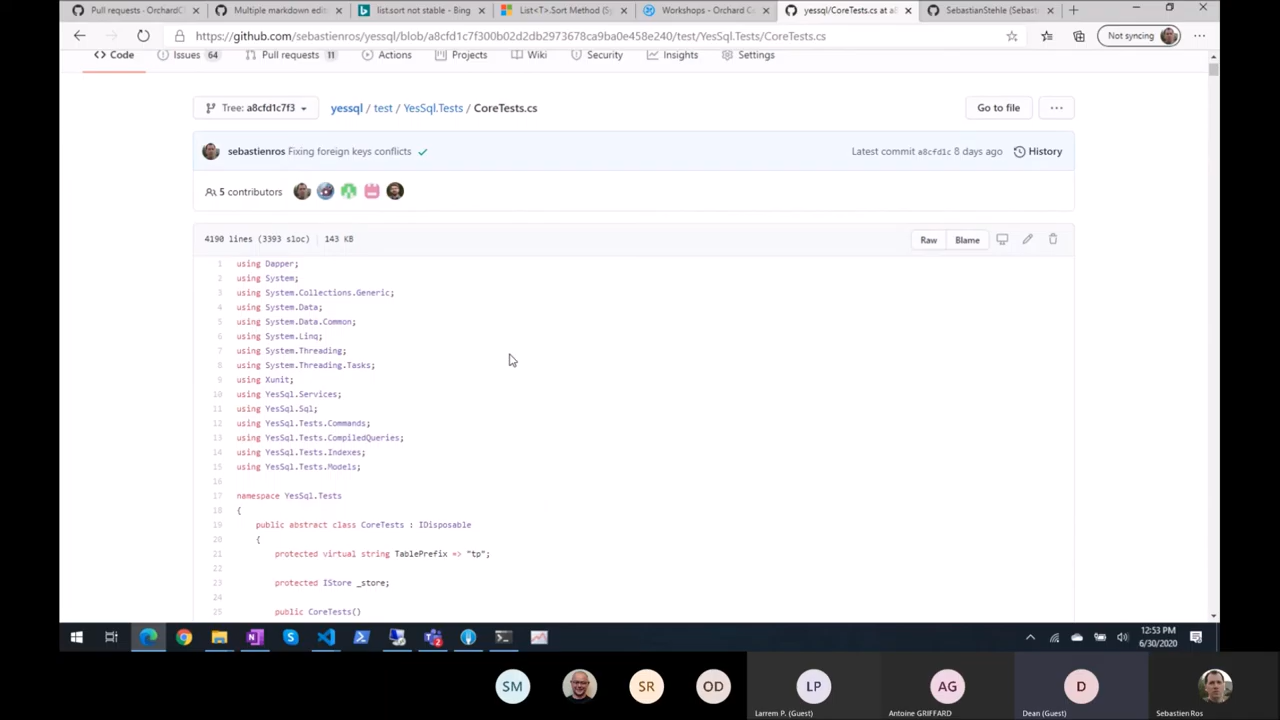 Pull requests · OrchardC
Multiple markdown edit
list.sort not stable - Bing
List<T>.Sort Method (Sy
Workshops - Orchard Co
yessql/CoreTests.cs at a8
SebastianStehle (Sebasti
https://github.com/sebastienros/yessql/blob/a8cfd1c7f300b02d2db2973678ca9ba0e458e240/test/YesSql.Tests/CoreTests.cs
Not syncing
Code
Issues 64
Pull requests 11
Actions
Projects
Wiki
Security
Insights
Settings
Tree: a8cfd1c7f3
yessql / test / YesSql.Tests / CoreTests.cs
Go to file
...
sebastienros Fixing foreign keys conflicts
Latest commit a8cfd1c 8 days ago
History
5 contributors
4190 lines (3393 sloc) | 143 KB
Raw
Blame
1 using Dapper;
2 using System;
3 using System.Collections.Generic;
4 using System.Data;
5 using System.Data.Common;
6 using System.Linq;
7 using System.Threading;
8 using System.Threading.Tasks;
9 using Xunit;
10 using YesSql.Services;
11 using YesSql.Sql;
12 using YesSql.Tests.Commands;
13 using YesSql.Tests.CompiledQueries;
14 using YesSql.Tests.Indexes;
15 using YesSql.Tests.Models;
16
17 namespace YesSql.Tests
18 {
19 public abstract class CoreTests : IDisposable
20 {
21 protected virtual string TablePrefix => "tp";
22
23 protected IStore _store;
24
25 public CoreTests()
12:53 PM
6/30/2020
SM
SR
OD
LP
Larrem P. (Guest)
AG
Antoine GRIFFARD
D
Dean (Guest)
Sebastien Ros